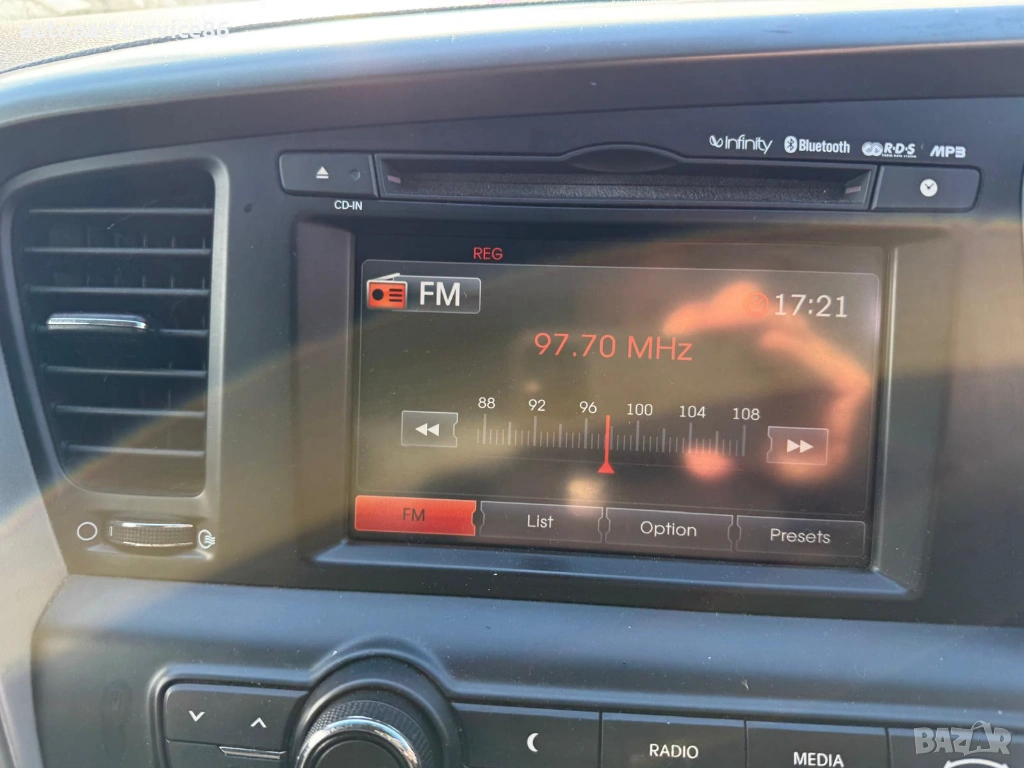 Infinity Bluetooth R·D·S MP3
CD-IN
REG
FM 17:21
97.70 MHz
88 92 96 100 104 108
FM List Option Presets
RADIO MEDIA
BAZAR